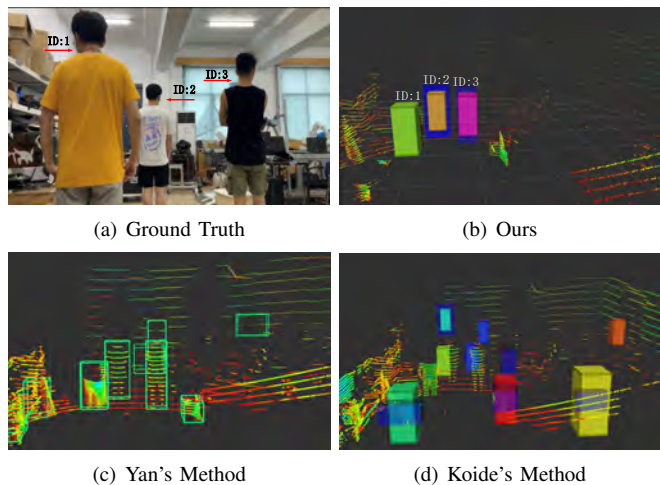 ID:1
ID:3
ID:2
ID:2
ID:1 ID:3
(a) Ground Truth
(b) Ours
(c) Yan's Method
(d) Koide's Method